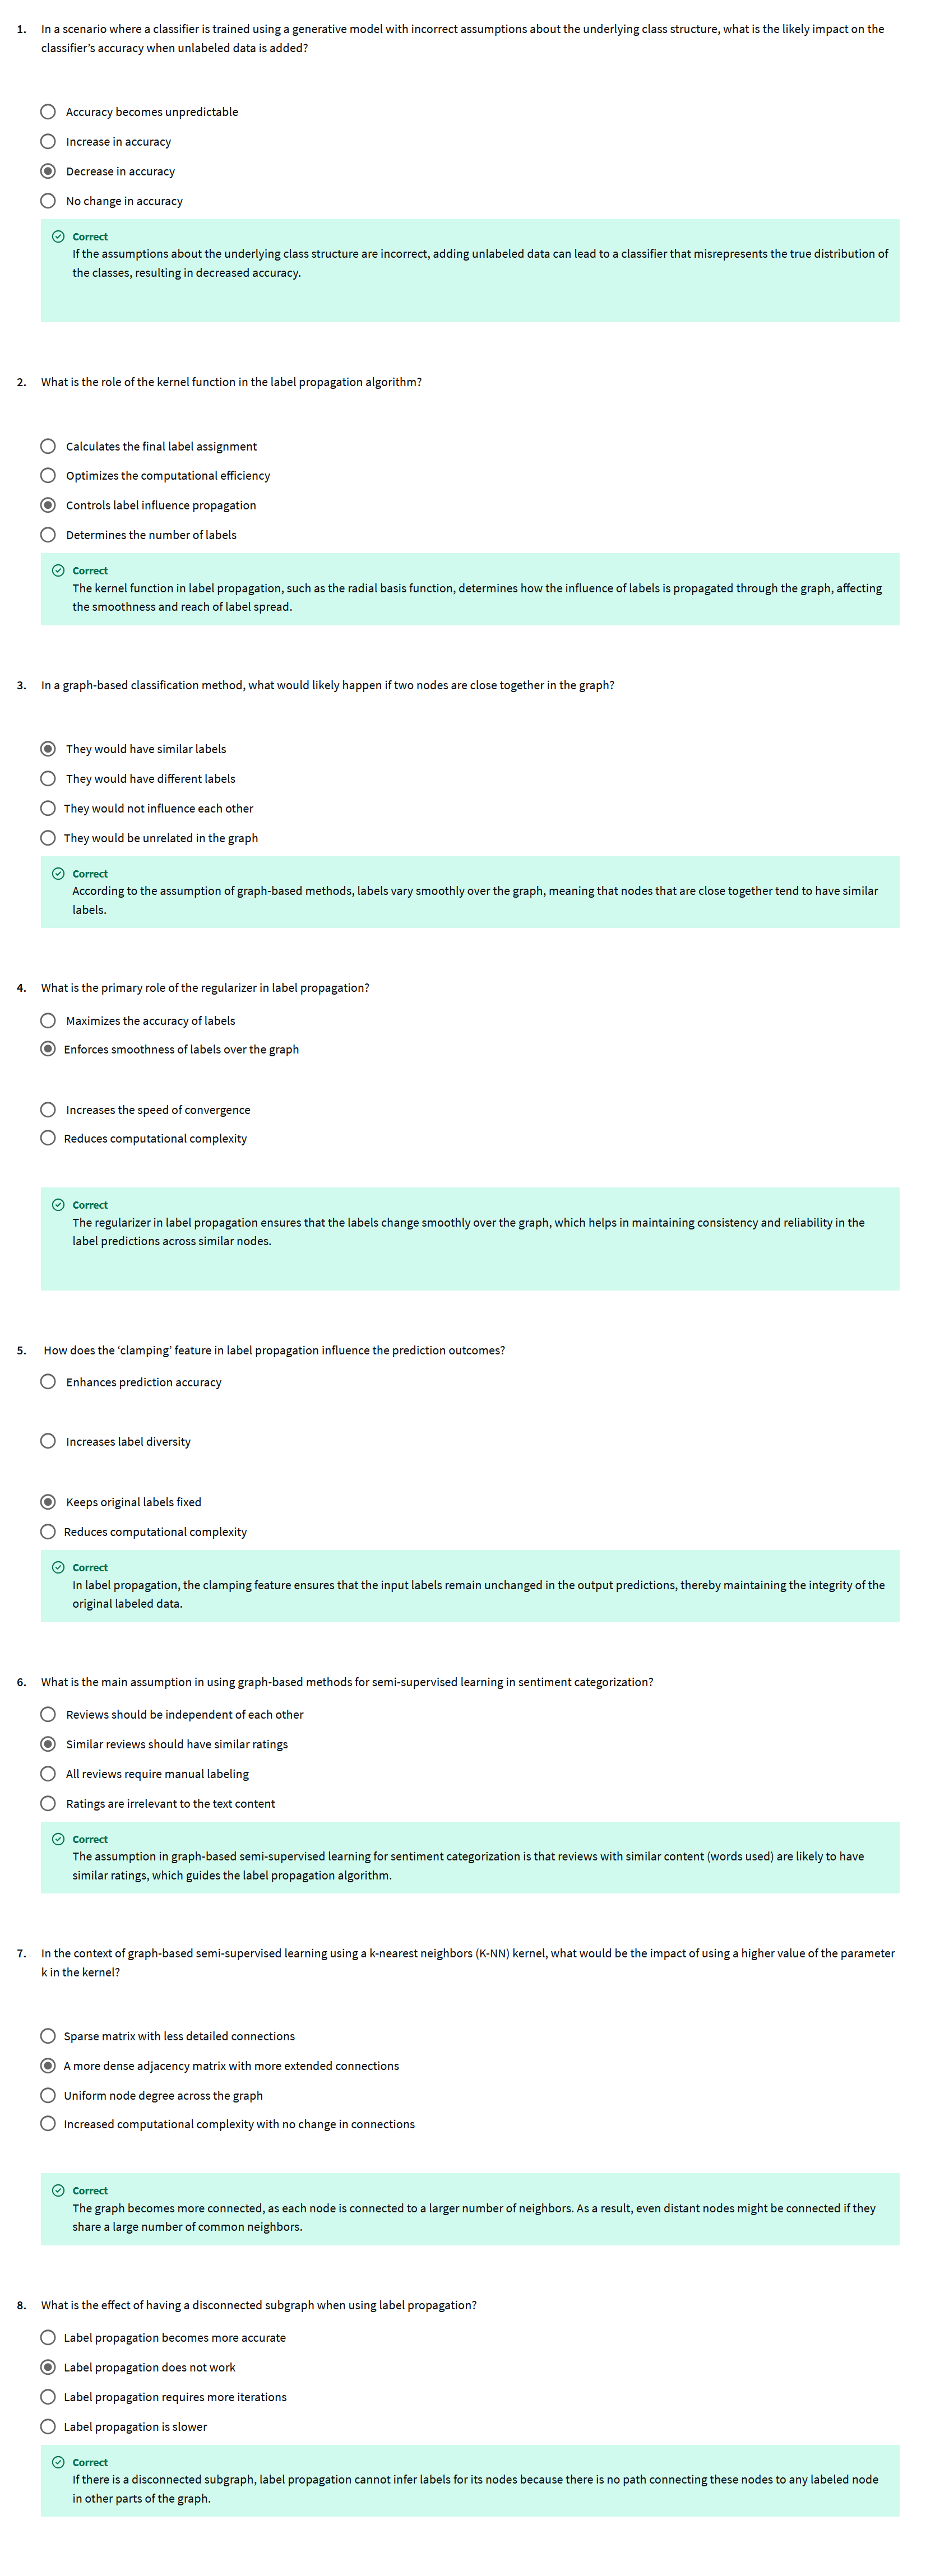 1. In a scenario where a classifier is trained using a generative model with incorrect assumptions about the underlying class structure, what is the likely impact on the
classifier’s accuracy when unlabeled data is added?
Accuracy becomes unpredictable
Increase in accuracy
Decrease in accuracy
No change in accuracy
Correct
If the assumptions about the underlying class structure are incorrect, adding unlabeled data can lead to a classifier that misrepresents the true distribution of
the classes, resulting in decreased accuracy.
2. What is the role of the kernel function in the label propagation algorithm?
Calculates the final label assignment
Optimizes the computational efficiency
Controls label influence propagation
Determines the number of labels
Correct
The kernel function in label propagation, such as the radial basis function, determines how the influence of labels is propagated through the graph, affecting
the smoothness and reach of label spread.
3. In a graph-based classification method, what would likely happen if two nodes are close together in the graph?
They would have similar labels
They would have different labels
They would not influence each other
They would be unrelated in the graph
Correct
According to the assumption of graph-based methods, labels vary smoothly over the graph, meaning that nodes that are close together tend to have similar
labels.
4. What is the primary role of the regularizer in label propagation?
Maximizes the accuracy of labels
Enforces smoothness of labels over the graph
Increases the speed of convergence
Reduces computational complexity
Correct
The regularizer in label propagation ensures that the labels change smoothly over the graph, which helps in maintaining consistency and reliability in the
label predictions across similar nodes.
5. How does the ‘clamping’ feature in label propagation influence the prediction outcomes?
Enhances prediction accuracy
Increases label diversity
Keeps original labels fixed
Reduces computational complexity
Correct
In label propagation, the clamping feature ensures that the input labels remain unchanged in the output predictions, thereby maintaining the integrity of the
original labeled data.
6. What is the main assumption in using graph-based methods for semi-supervised learning in sentiment categorization?
Reviews should be independent of each other
Similar reviews should have similar ratings
All reviews require manual labeling
Ratings are irrelevant to the text content
Correct
The assumption in graph-based semi-supervised learning for sentiment categorization is that reviews with similar content (words used) are likely to have
similar ratings, which guides the label propagation algorithm.
7. In the context of graph-based semi-supervised learning using a k-nearest neighbors (K-NN) kernel, what would be the impact of using a higher value of the parameter
k in the kernel?
Sparse matrix with less detailed connections
A more dense adjacency matrix with more extended connections
Uniform node degree across the graph
Increased computational complexity with no change in connections
Correct
The graph becomes more connected, as each node is connected to a larger number of neighbors. As a result, even distant nodes might be connected if they
share a large number of common neighbors.
8. What is the effect of having a disconnected subgraph when using label propagation?
Label propagation becomes more accurate
Label propagation does not work
Label propagation requires more iterations
Label propagation is slower
Correct
If there is a disconnected subgraph, label propagation cannot infer labels for its nodes because there is no path connecting these nodes to any labeled node
in other parts of the graph.